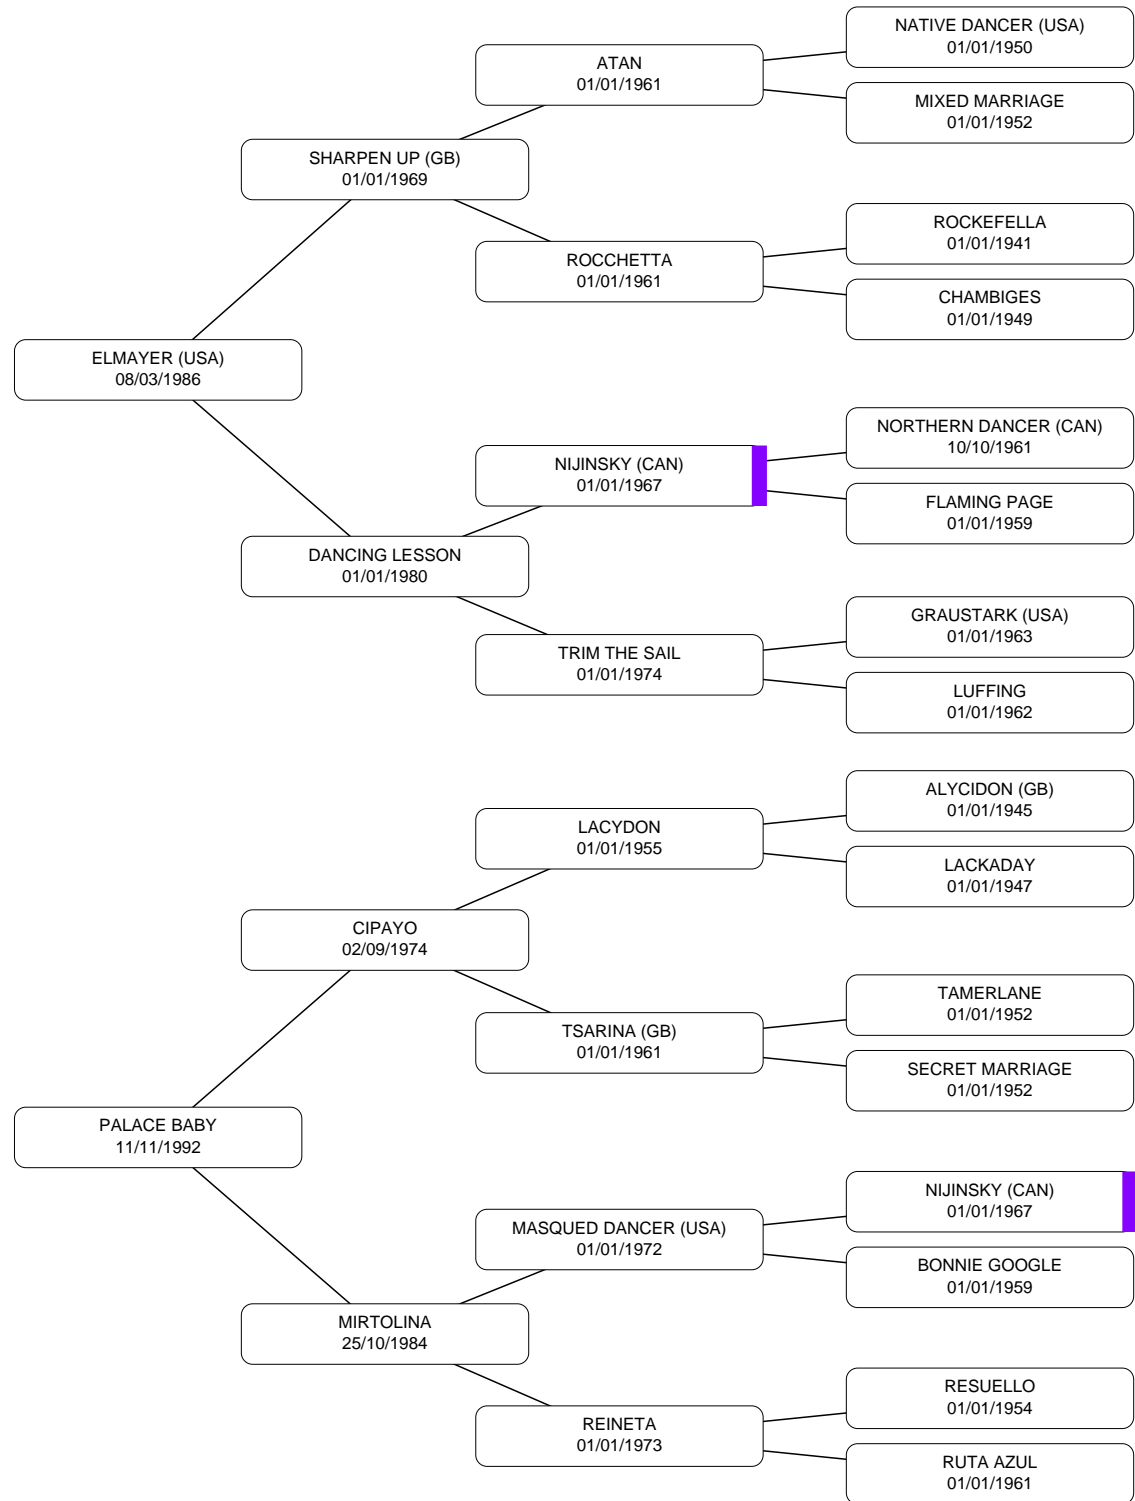 NATIVE DANCER (USA)
01/01/1950
ATAN
01/01/1961
MIXED MARRIAGE
01/01/1952
SHARPEN UP (GB)
01/01/1969
ROCKEFELLA
01/01/1941
ROCCHETTA
01/01/1961
CHAMBIGES
01/01/1949
ELMAYER (USA)
08/03/1986
NORTHERN DANCER (CAN)
10/10/1961
NIJINSKY (CAN)
01/01/1967
FLAMING PAGE
01/01/1959
DANCING LESSON
01/01/1980
GRAUSTARK (USA)
01/01/1963
TRIM THE SAIL
01/01/1974
LUFFING
01/01/1962
ALYCIDON (GB)
01/01/1945
LACYDON
01/01/1955
LACKADAY
01/01/1947
CIPAYO
02/09/1974
TAMERLANE
01/01/1952
TSARINA (GB)
01/01/1961
SECRET MARRIAGE
01/01/1952
PALACE BABY
11/11/1992
NIJINSKY (CAN)
01/01/1967
MASQUED DANCER (USA)
01/01/1972
BONNIE GOOGLE
01/01/1959
MIRTOLINA
25/10/1984
RESUELLO
01/01/1954
REINETA
01/01/1973
RUTA AZUL
01/01/1961